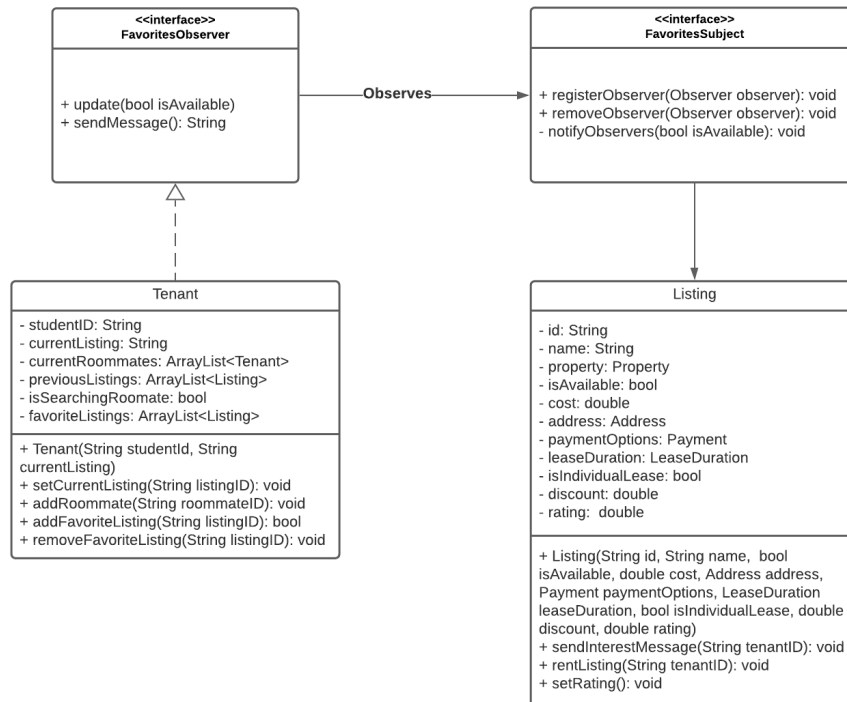 <<interface>>
FavoritesObserver
+ update(bool isAvailable)
+ sendMessage(): String
Observes
<<interface>>
FavoritesSubject
+ registerObserver(Observer observer): void
+ removeObserver(Observer observer): void
- notifyObservers(bool isAvailable): void
Tenant
- studentID: String
- currentListing: String
- currentRoommates: ArrayList<Tenant>
- previousListings: ArrayList<Listing>
- isSearchingRoomate: bool
- favoriteListings: ArrayList<Listing>
+ Tenant(String studentId, String
currentListing)
+ setCurrentListing(String listingID): void
+ addRoommate(String roommateID): void
+ addFavoriteListing(String listingID): bool
+ removeFavoriteListing(String listingID): void
Listing
- id: String
- name: String
- property: Property
- isAvailable: bool
- cost: double
- address: Address
- paymentOptions: Payment
- leaseDuration: LeaseDuration
- isIndividualLease: bool
- discount: double
- rating: double
+ Listing(String id, String name, bool
isAvailable, double cost, Address address,
Payment paymentOptions, LeaseDuration
leaseDuration, bool isIndividualLease, double
discount, double rating)
+ sendInterestMessage(String tenantID): void
+ rentListing(String tenantID): void
+ setRating(): void